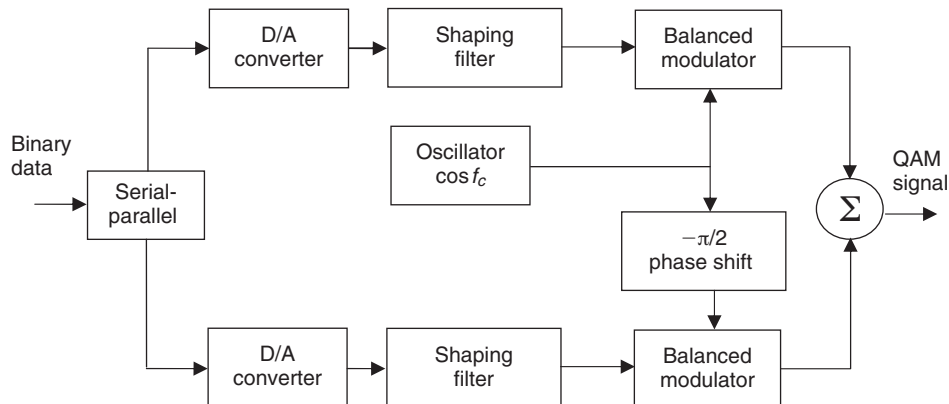 D/A
converter
Shaping
filter
Balanced
modulator
Binary
data
Serial-
parallel
Oscillator
cos f_c
QAM
signal
Σ
−π/2
phase shift
D/A
converter
Shaping
filter
Balanced
modulator